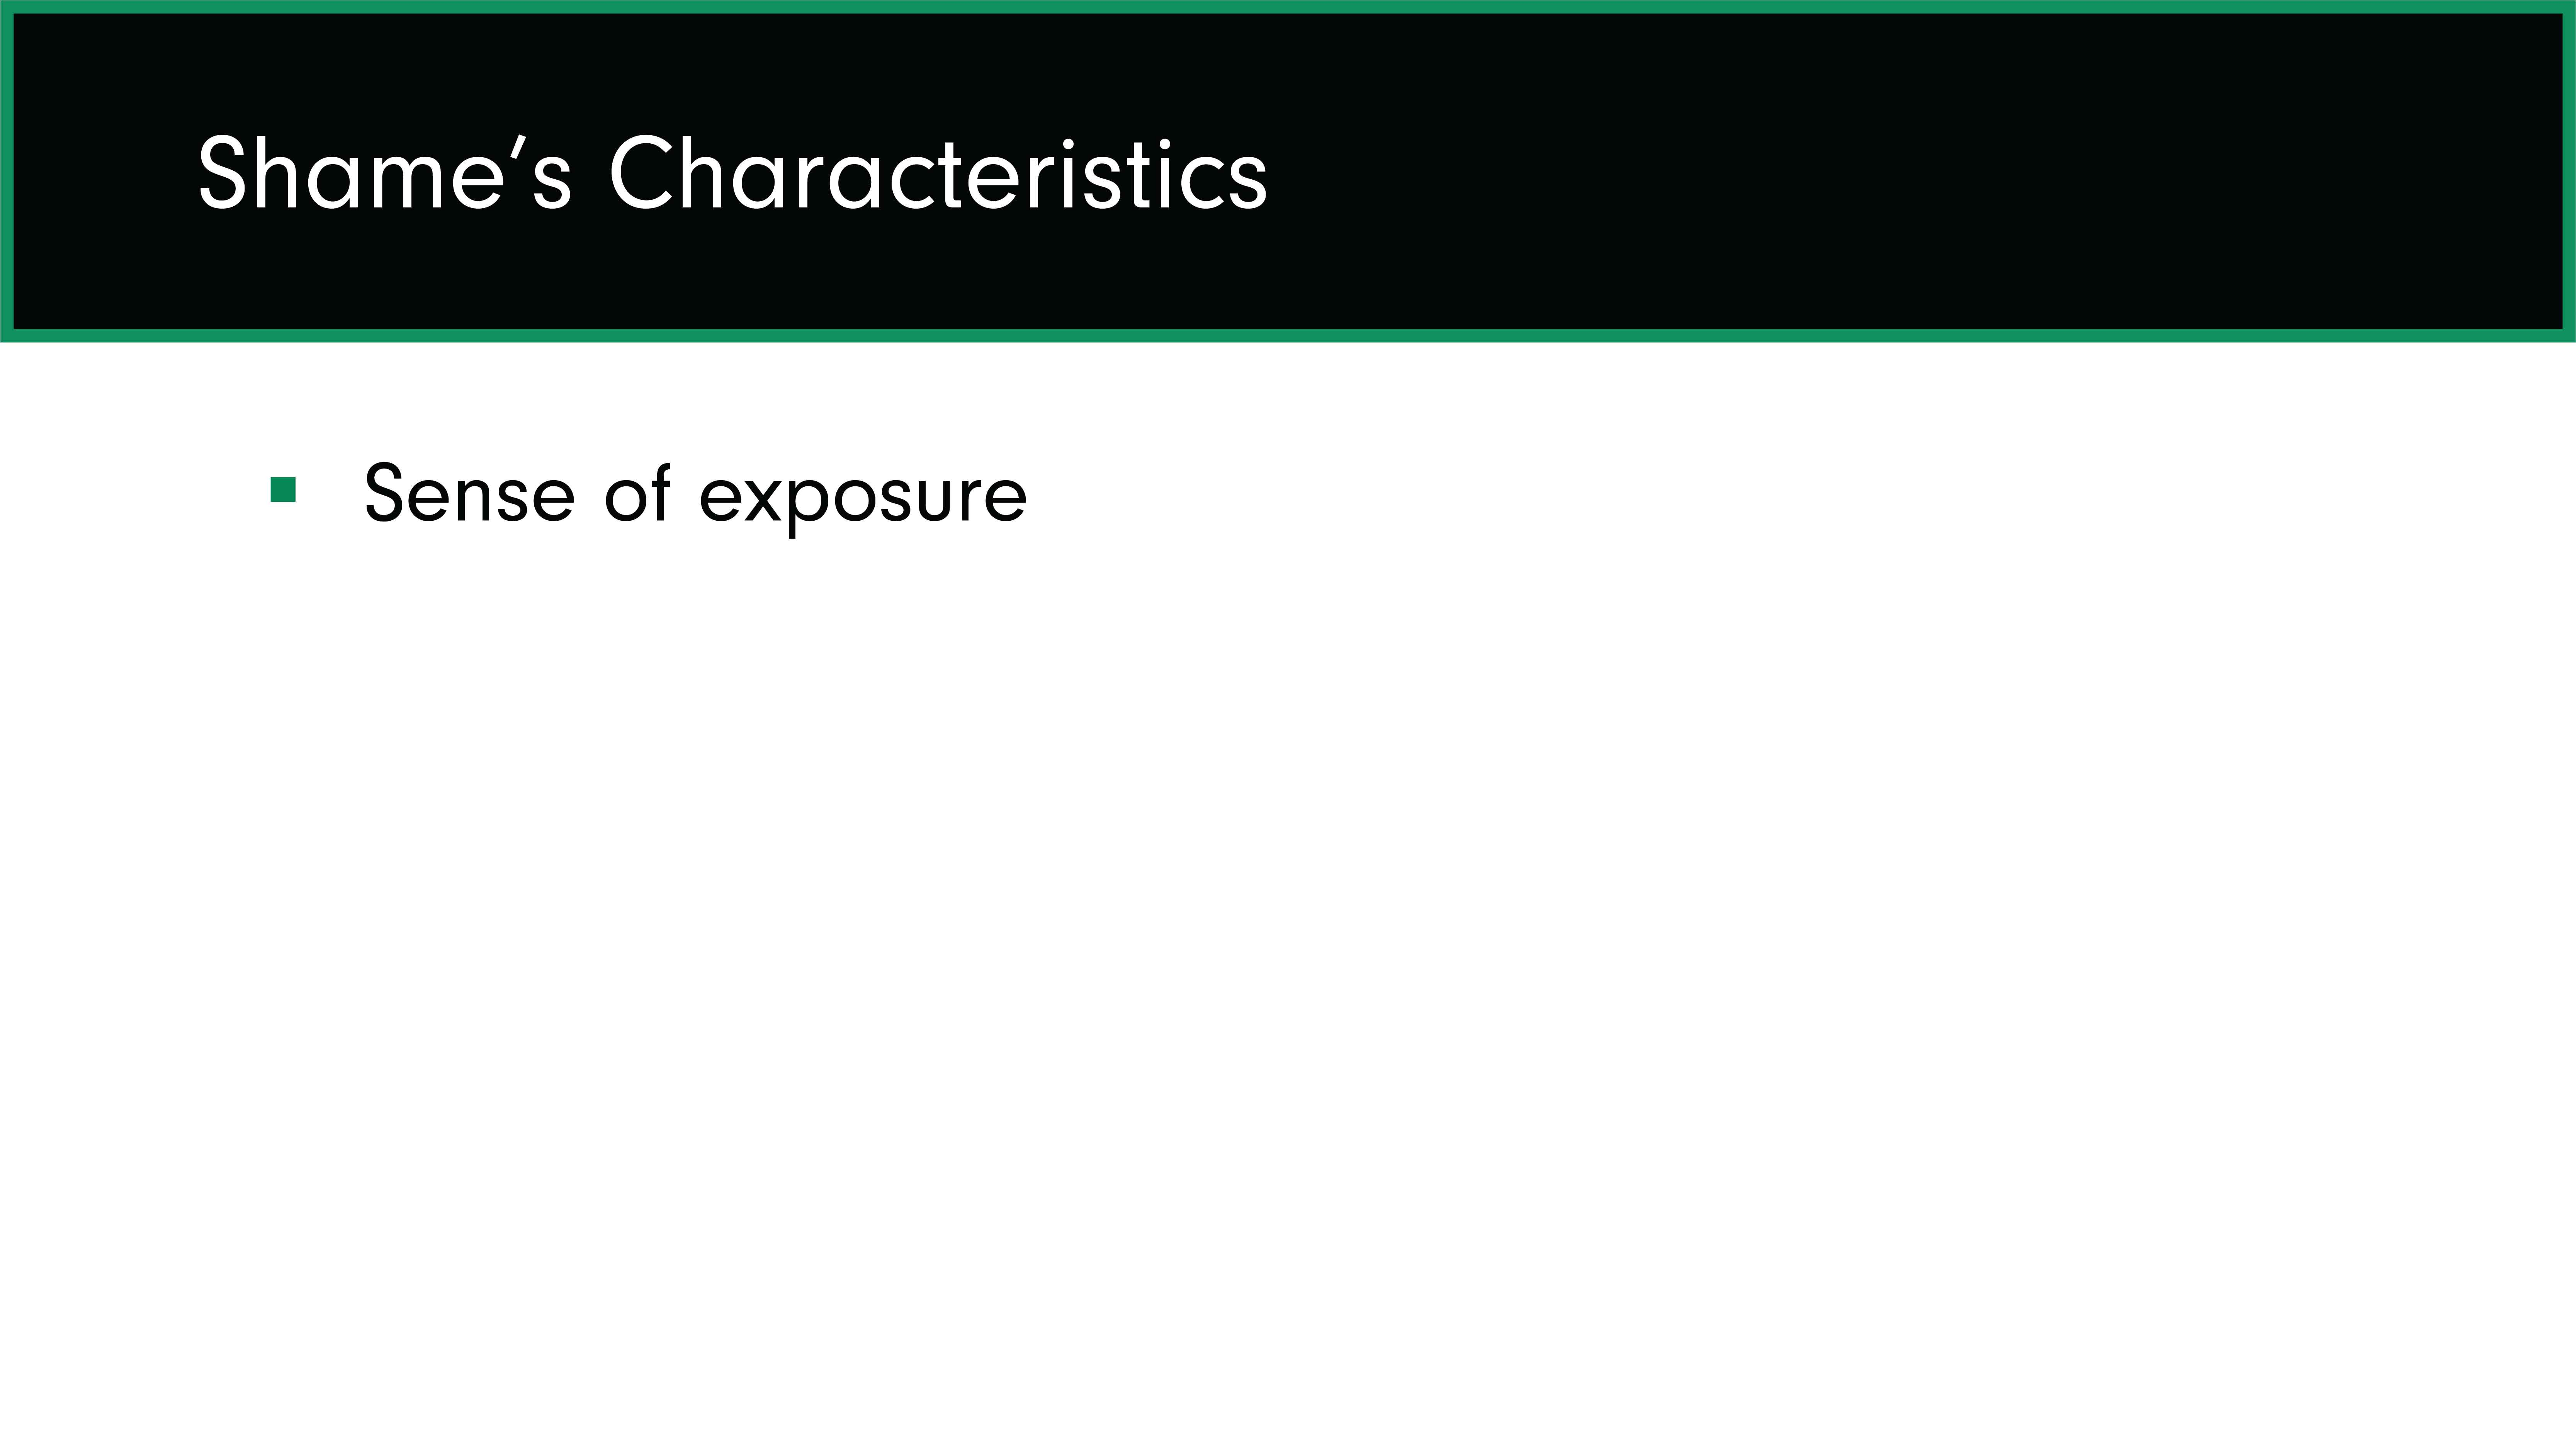 Shame’s Characteristics
▪ Sense of exposure